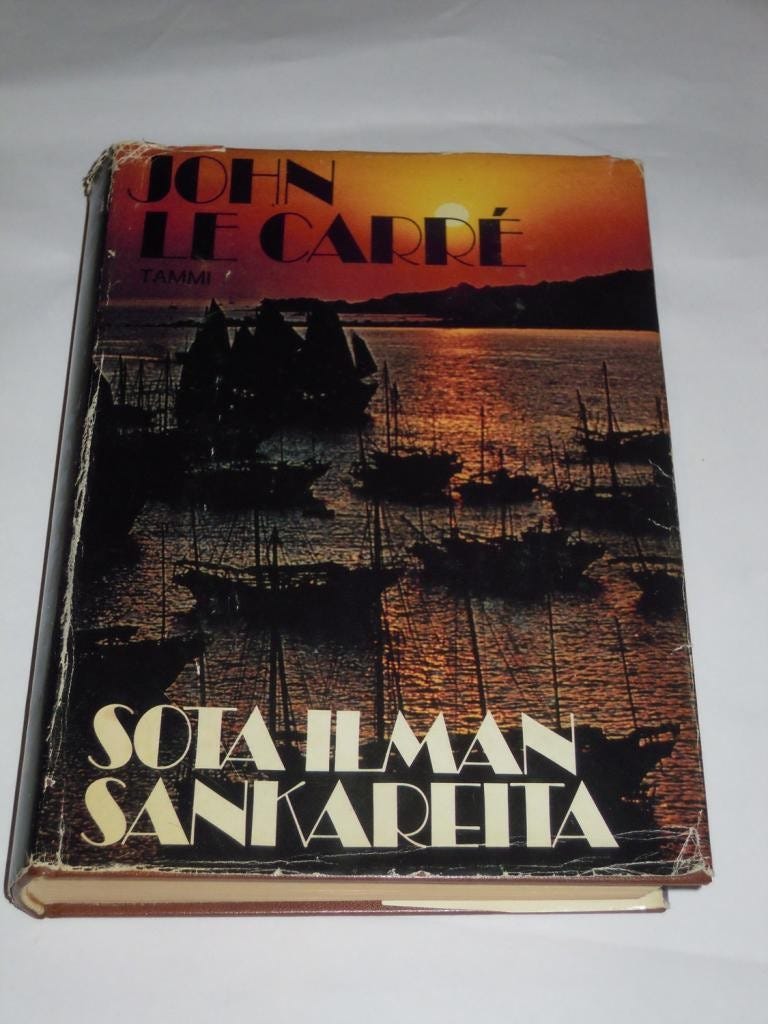 JOHN
LE CARRÉ
TAMMI
SOTA ILMAN
SANKAREITA